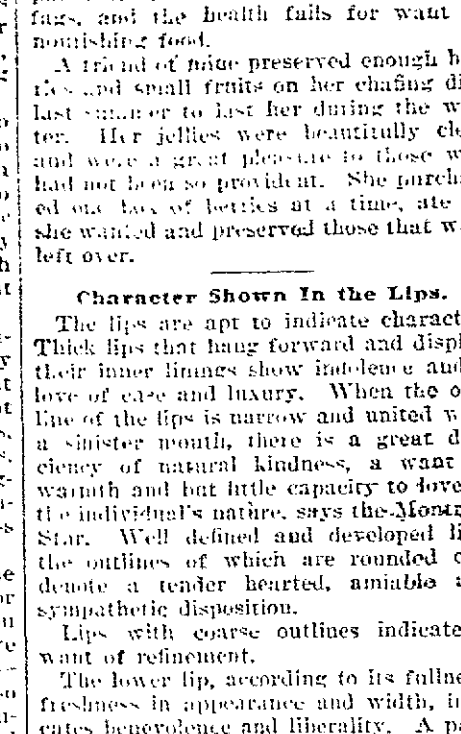 fags, and the health fails for want
nourishing food.
A friend of mine preserved enough b
ries and small fruits on her chafing di
last summer to last her during the w
ter. Her jellies were beautifully cle
and were a great pleasure to those w
had not been so provident. She purch
ed one box of berries at a time, ate
she wanted and preserved those that w
left over.
Character Shown In the Lips.
The lips are apt to indicate charact
Thick lips that hang forward and displ
their inner linings show indolence and
love of ease and luxury. When the o
line of the lips is narrow and united w
a sinister mouth, there is a great d
ciency of natural kindness, a want
warmth and but little capacity to love
the individual's nature, says the Montr
Star. Well defined and developed li
the outlines of which are rounded o
denote a tender hearted, amiable a
sympathetic disposition.
Lips with coarse outlines indicate
want of refinement.
The lower lip, according to its fullne
freshness in appearance and width, in
cates benevolence and liberality. A pa